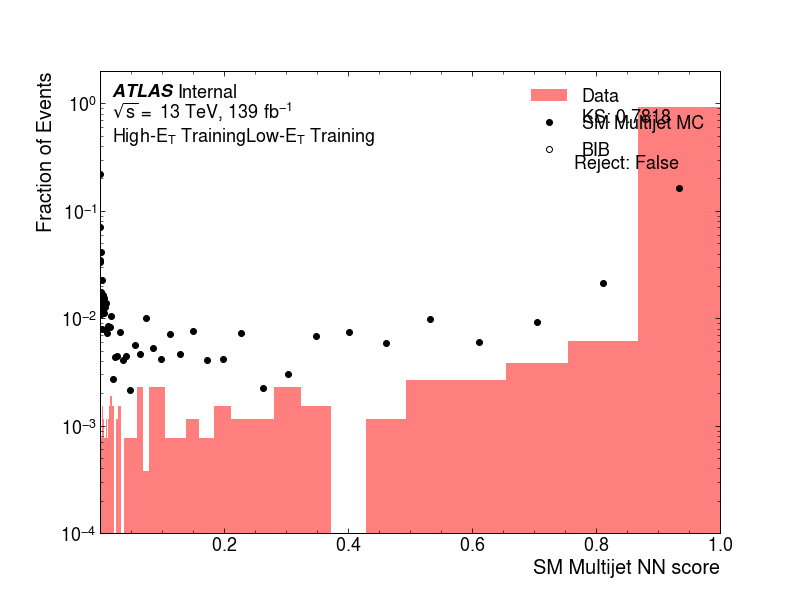 ATLAS Internal
√s = 13 TeV, 139 fb⁻¹
High-E_T TrainingLow-E_T Training
Data
KS: 0.7818
SM Multijet MC
BIB
Reject: False
Fraction of Events
10⁰
10⁻¹
10⁻²
10⁻³
10⁻⁴
0.2 0.4 0.6 0.8 1.0
SM Multijet NN score